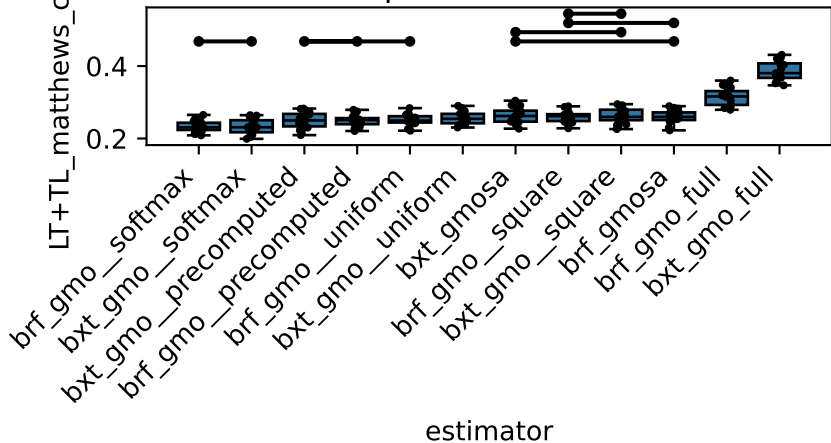 LT+TL_matthews_c
0.4
0.2
brf_gmo__softmax
bxt_gmo__softmax
bxt_gmo__precomputed
brf_gmo__precomputed
brf_gmo__uniform
bxt_gmo__uniform
bxt_gmosa
brf_gmo__square
bxt_gmo__square
brf_gmosa
brf_gmo_full
bxt_gmo_full
estimator